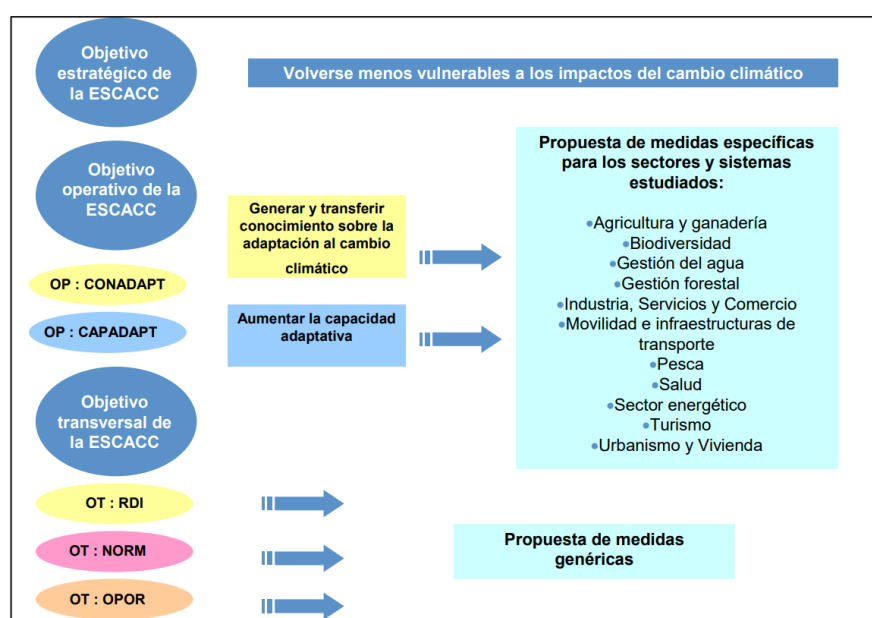 Objetivo
estratégico de
la ESCACC
Volverse menos vulnerables a los impactos del cambio climático
Objetivo
operativo de la
ESCACC
Propuesta de medidas específicas
para los sectores y sistemas
estudiados:
Generar y transferir
conocimiento sobre la
adaptación al cambio
climático
•Agricultura y ganadería
•Biodiversidad
•Gestión del agua
•Gestión forestal
•Industria, Servicios y Comercio
•Movilidad e infraestructuras de
transporte
•Pesca
•Salud
•Sector energético
•Turismo
•Urbanismo y Vivienda
OP : CONADAPT
OP : CAPADAPT
Aumentar la capacidad
adaptativa
Objetivo
transversal de
la ESCACC
OT : RDI
OT : NORM
OT : OPOR
Propuesta de medidas
genéricas